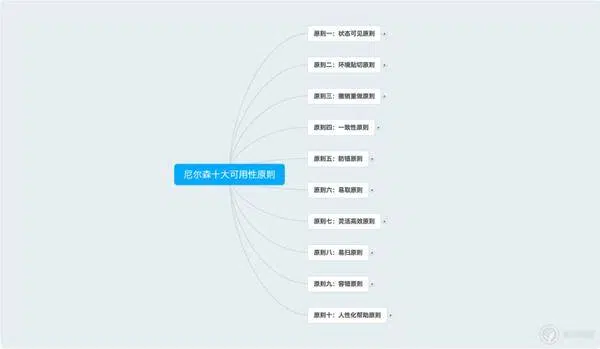 原则一：状态可见原则
原则二：环境贴切原则
原则三：撤销重做原则
原则四：一致性原则
原则五：防错原则
尼尔森十大可用性原则
原则六：易取原则
原则七：灵活高效原则
原则八：易扫原则
原则九：容错原则
原则十：人性化帮助原则